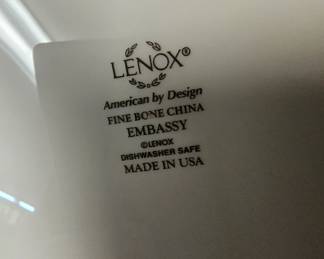 LENOX®
American by Design
FINE BONE CHINA
EMBASSY
©LENOX
DISHWASHER SAFE
MADE IN USA